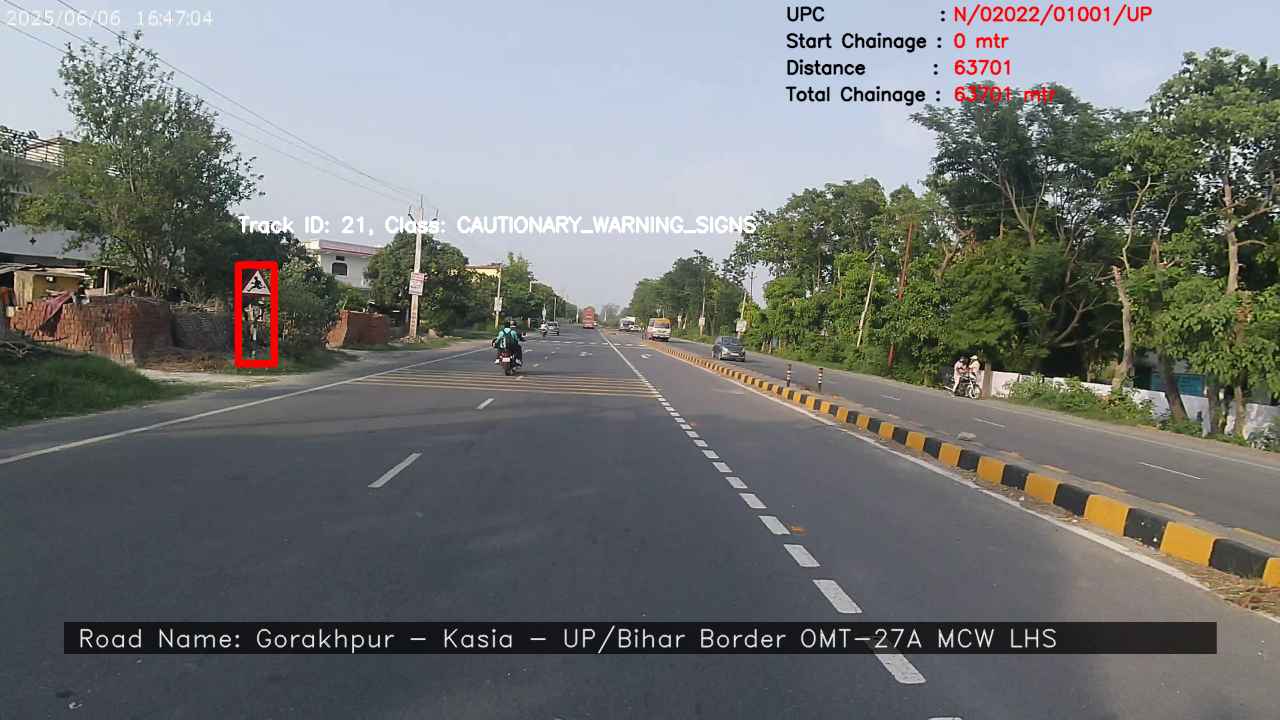 2025/06/06 16:47:04
UPC : N/02022/01001/UP
Start Chainage : 0 mtr
Distance : 63701
Total Chainage : 63701 mtr
Track ID: 21, Class: CAUTIONARY_WARNING_SIGNS
Road Name: Gorakhpur - Kasia - UP/Bihar Border OMT-27A MCW LHS